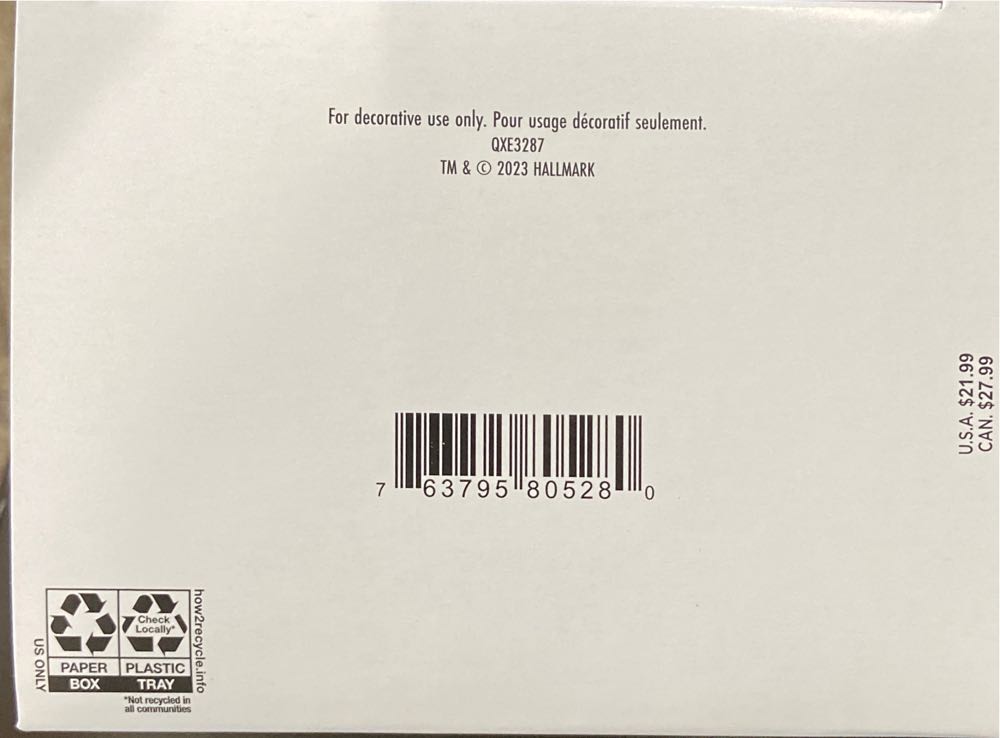 For decorative use only. Pour usage décoratif seulement.
QXE3287
TM & © 2023 HALLMARK
U.S.A. $21.99
CAN. $27.99
7 63795 80528 0
US ONLY
Check
Locally*
PAPER
PLASTIC
BOX
TRAY
*Not recycled in
all communities
how2recycle.info